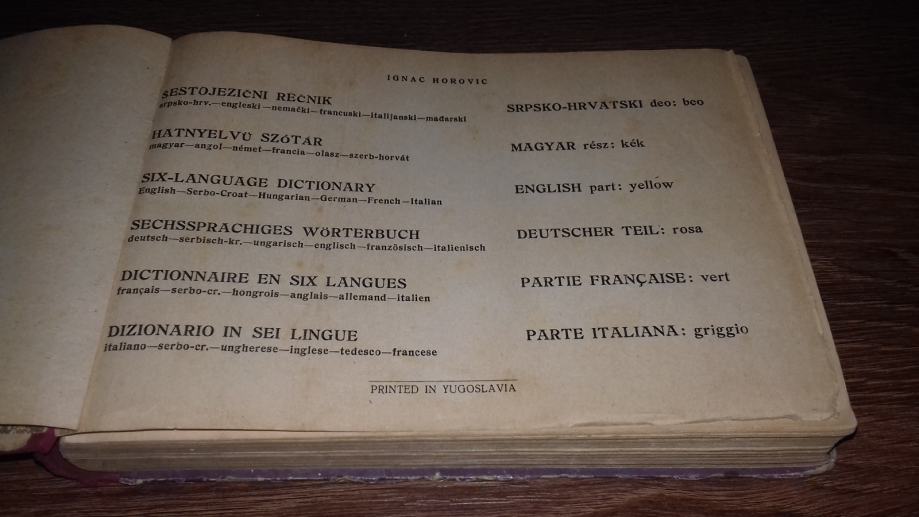 IGNAC HOROVIC
ŠESTOJEZIČNI REČNIK
srpsko-hrv.—engleski—nemački—francuski—italijanski—mađarski
SRPSKO-HRVATSKI deo: beo
HATNYELVŰ SZÓTÁR
magyar—angol—német—francia—olasz—szerb-horvát
MAGYAR rész: kék
SIX-LANGUAGE DICTIONARY
English—Serbo-Croat—Hungarian—German—French—Italian
ENGLISH part: yellow
SECHSSPRACHIGES WÖRTERBUCH
deutsch—serbisch-kr.—ungarisch—englisch—französisch—italienisch
DEUTSCHER TEIL: rosa
DICTIONNAIRE EN SIX LANGUES
français—serbo-cr.—hongrois—anglais—allemand—italien
PARTIE FRANÇAISE: vert
DIZIONARIO IN SEI LINGUE
italiano—serbo-cr.—ungherese—inglese—tedesco—francese
PARTE ITALIANA: griggio
PRINTED IN YUGOSLAVIA